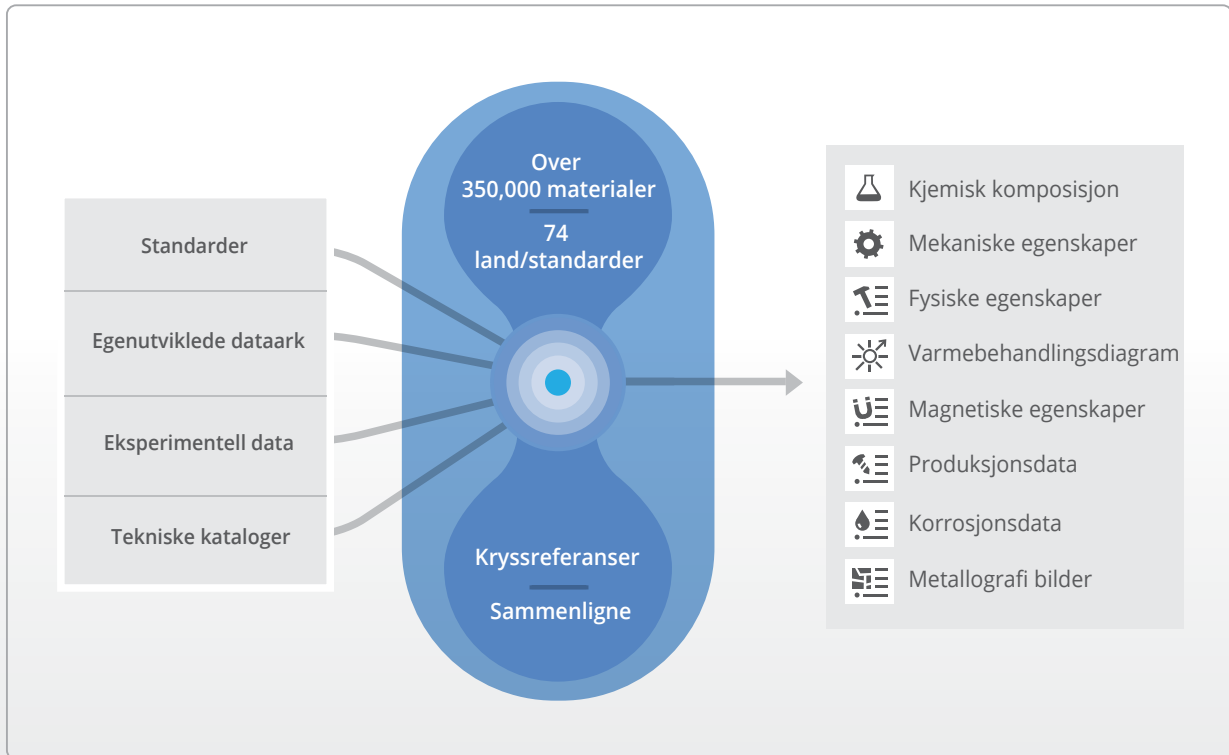 Standarder
Egenutviklede dataark
Eksperimentell data
Tekniske kataloger
Over
350,000 materialer
74
land/standarder
Kryssreferanser
Sammenligne
Kjemisk komposisjon
Mekaniske egenskaper
Fysiske egenskaper
Varmebehandlingsdiagram
Magnetiske egenskaper
Produksjonsdata
Korrosjonsdata
Metallografi bilder